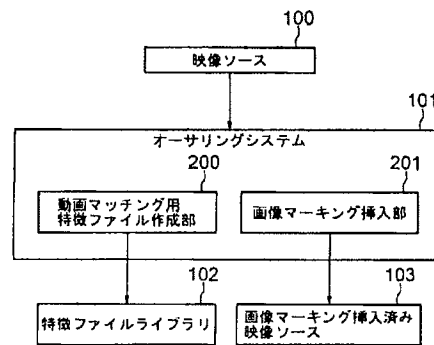 100
映像ソース
101
オーサリングシステム
200
動画マッチング用
特徴ファイル作成部
201
画像マーキング挿入部
102
特徴ファイルライブラリ
103
画像マーキング挿入済み
映像ソース